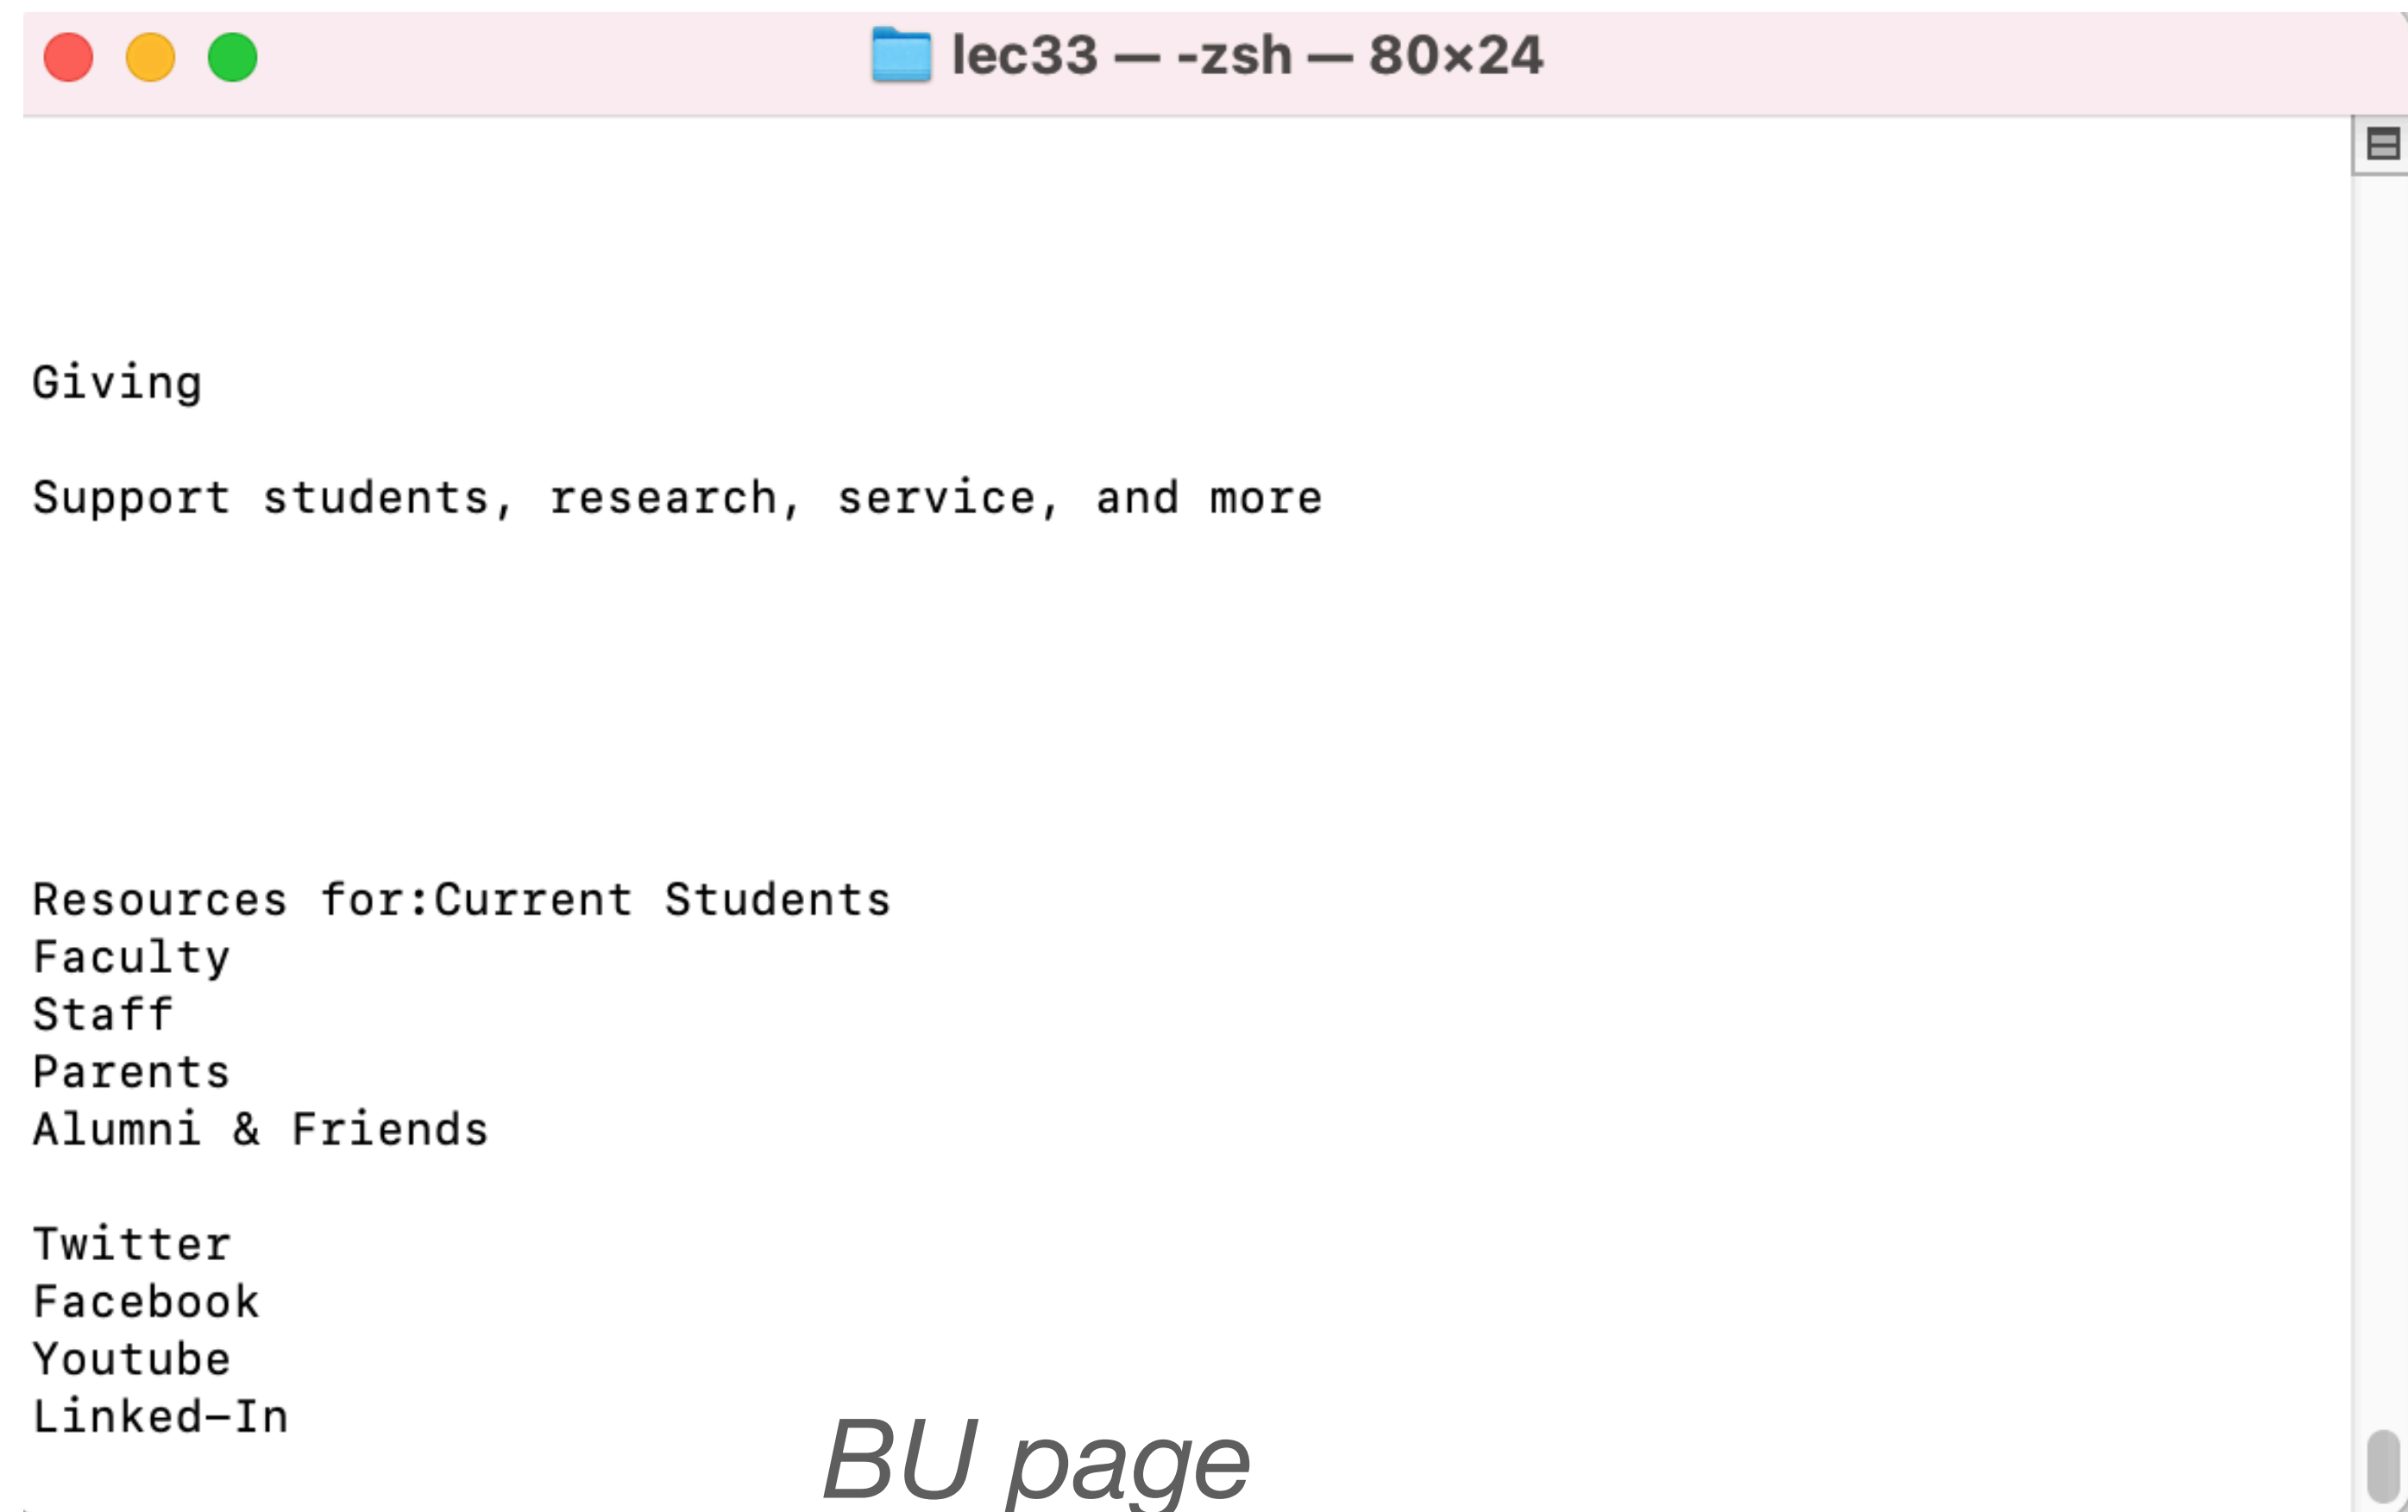 lec33 — -zsh — 80×24
Giving
Support students, research, service, and more
Resources for:Current Students
Faculty
Staff
Parents
Alumni & Friends
Twitter
Facebook
Youtube
Linked-In
BU page